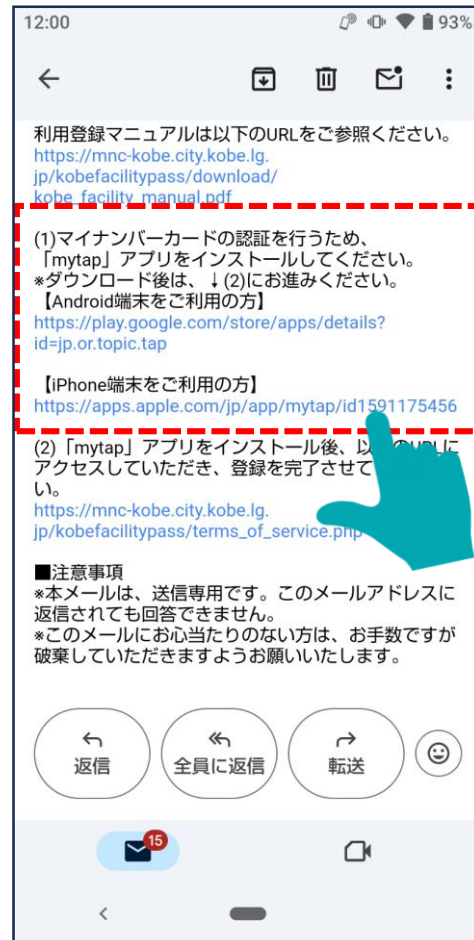 12:00
93%
利用登録マニュアルは以下のURLをご参照ください。
https://mnc-kobe.city.kobe.lg.
jp/kobefacilitypass/download/
kobe_facility_manual.pdf
(1)マイナンバーカードの認証を行うため、
「mytap」アプリをインストールしてください。
*ダウンロード後は、↓(2)にお進みください。
【Android端末をご利用の方】
https://play.google.com/store/apps/details?
id=jp.or.topic.tap
【iPhone端末をご利用の方】
https://apps.apple.com/jp/app/mytap/id1591175456
(2)「mytap」アプリをインストール後、以 のURLに
アクセスしていただき、登録を完了させて
い。
https://mnc-kobe.city.kobe.lg.
jp/kobefacilitypass/terms_of_service.php
■注意事項
*本メールは、送信専用です。このメールアドレスに
返信されても回答できません。
*このメールにお心当たりのない方は、お手数ですが
破棄していただきますようお願いいたします。
返信
全員に返信
転送
15